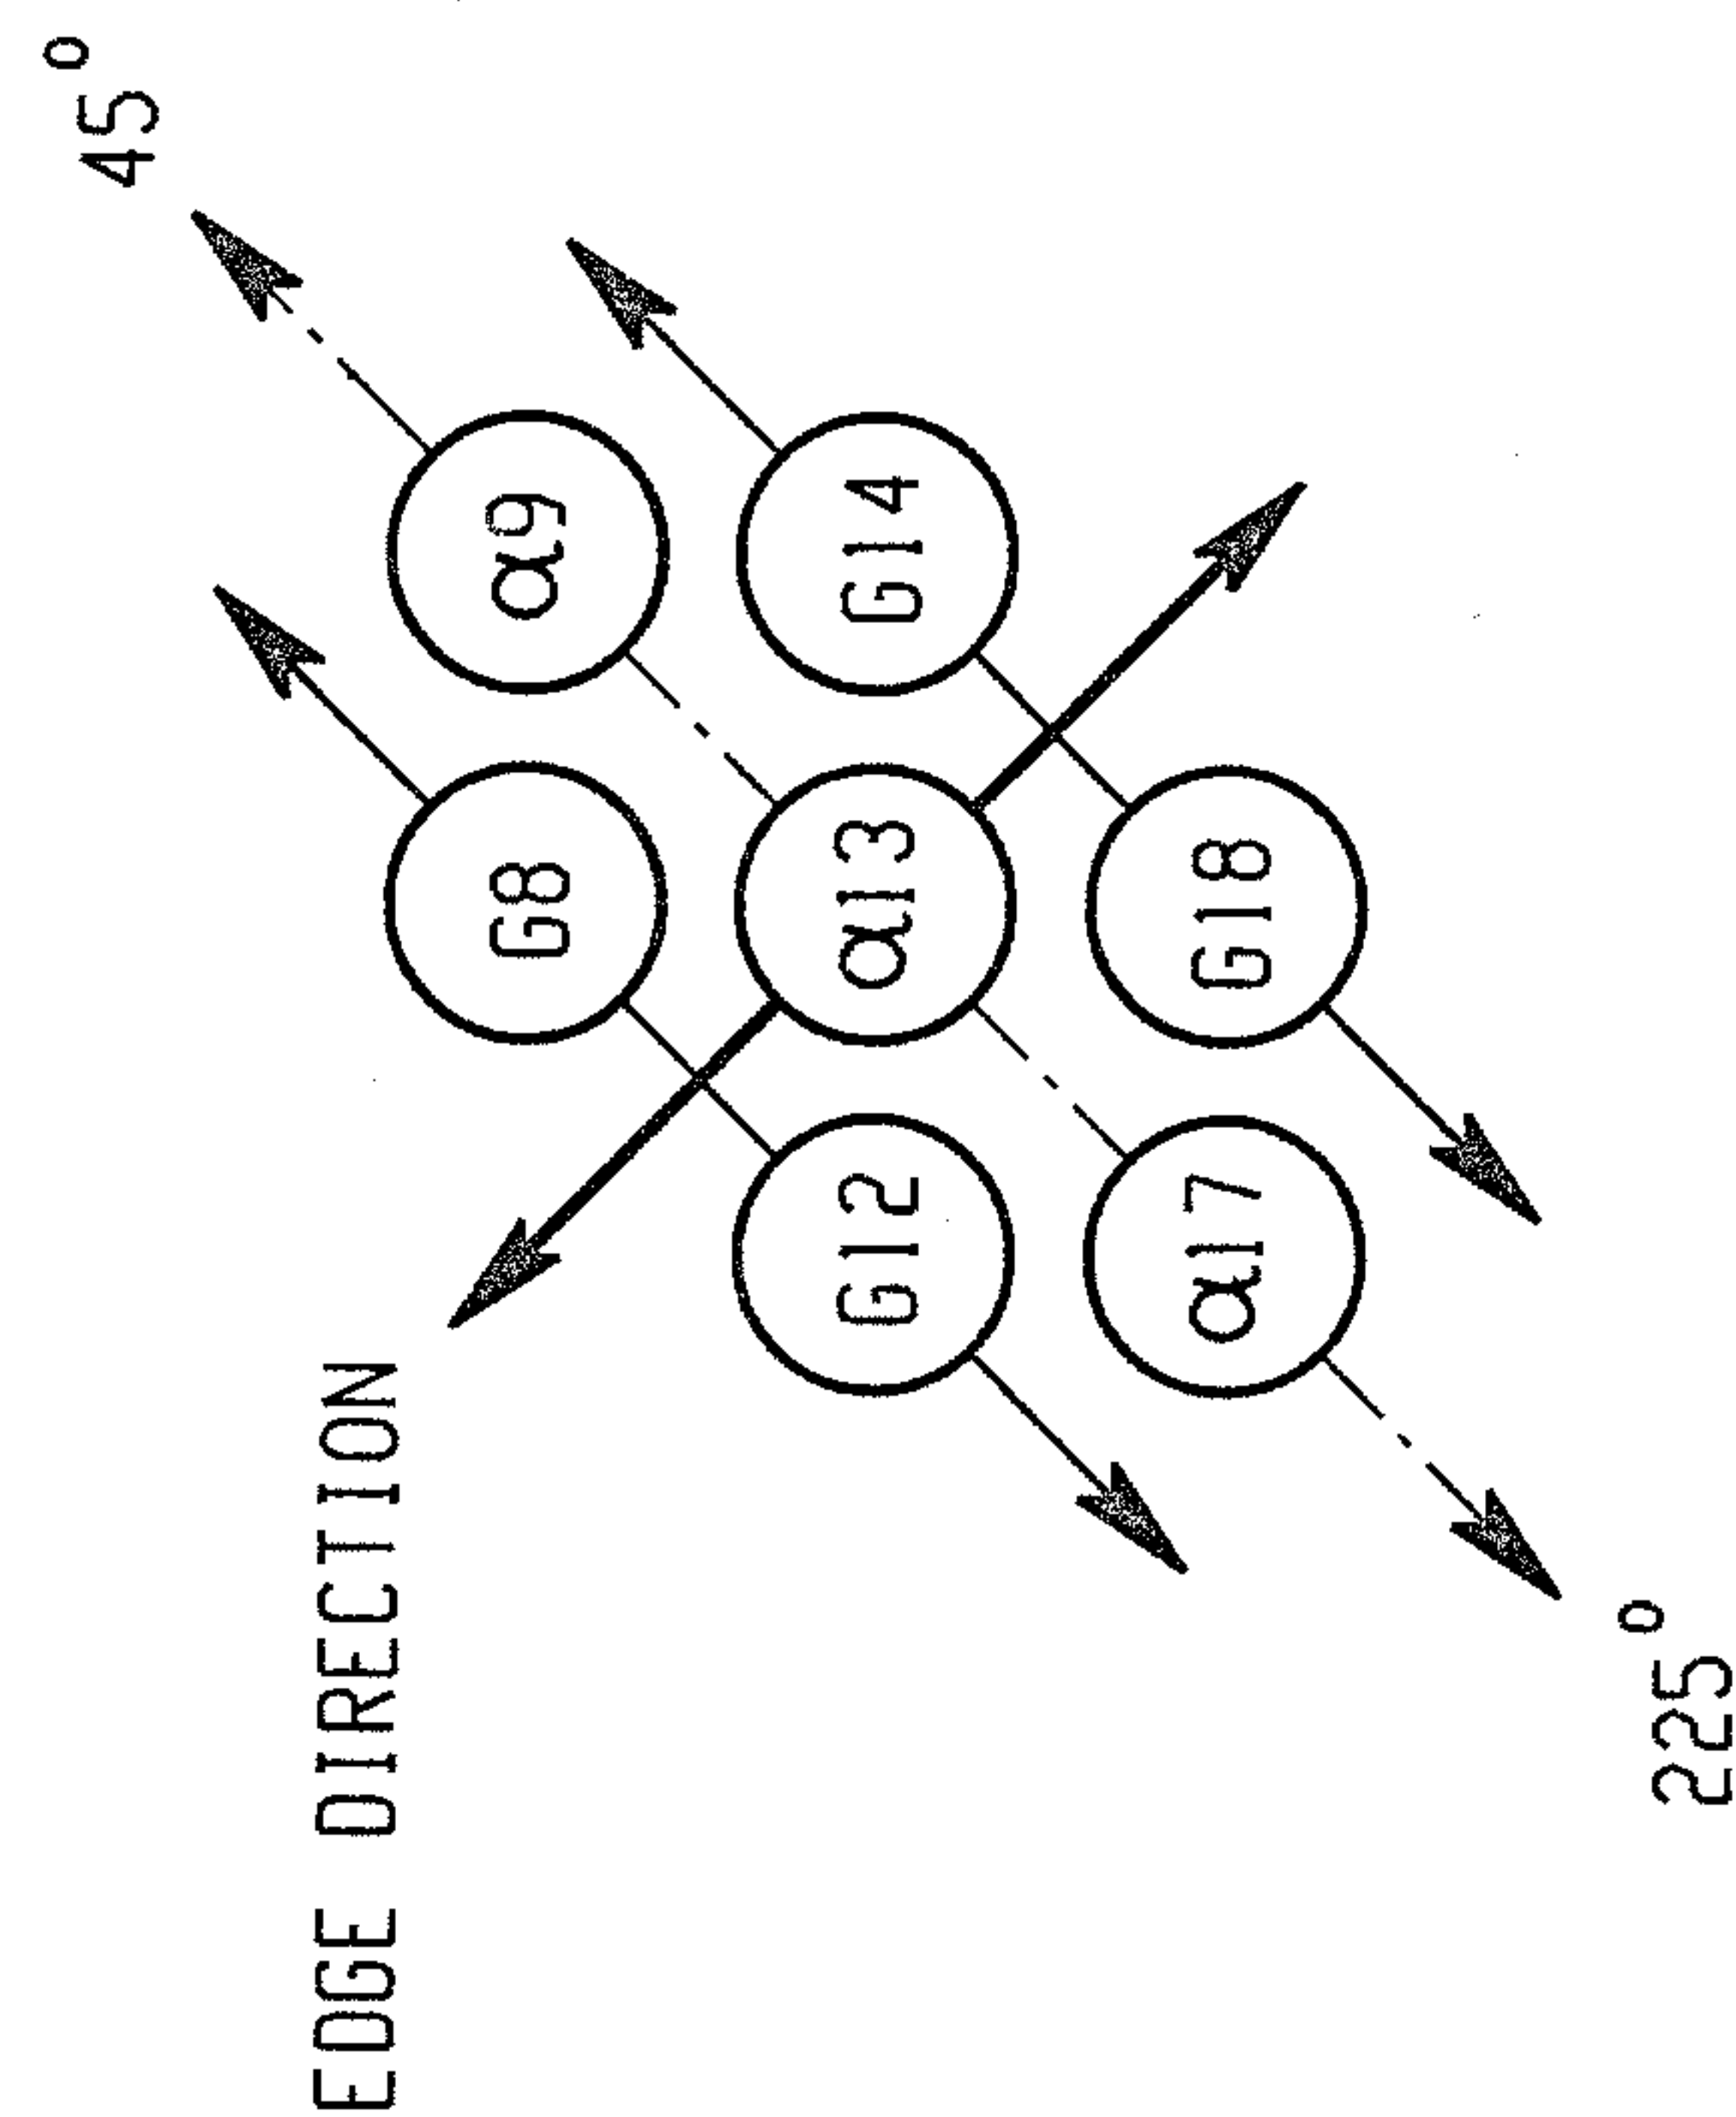 45°
EDGE DIRECTION
G8 α9
G12 α13 G14
α17 G18
225°